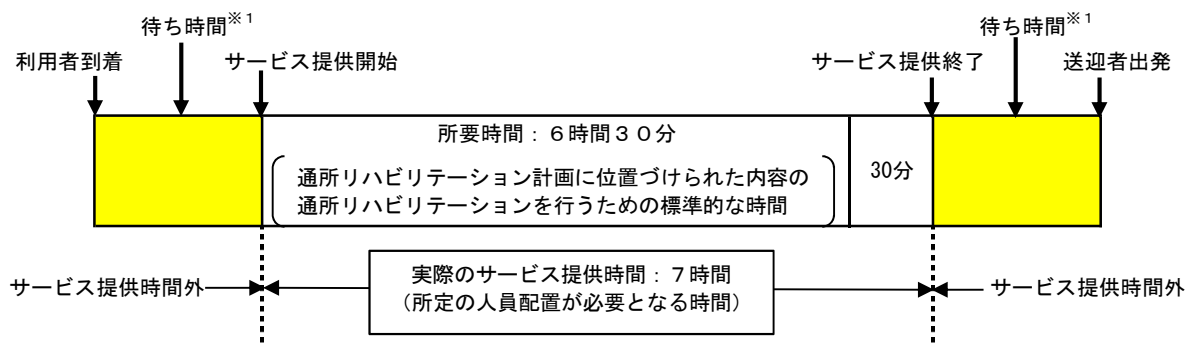 待ち時間※1
待ち時間※1
利用者到着
サービス提供開始
サービス提供終了
送迎者出発
所要時間：６時間３０分
通所リハビリテーション計画に位置づけられた内容の
通所リハビリテーションを行うための標準的な時間
30分
サービス提供時間外
実際のサービス提供時間：７時間
（所定の人員配置が必要となる時間）
サービス提供時間外